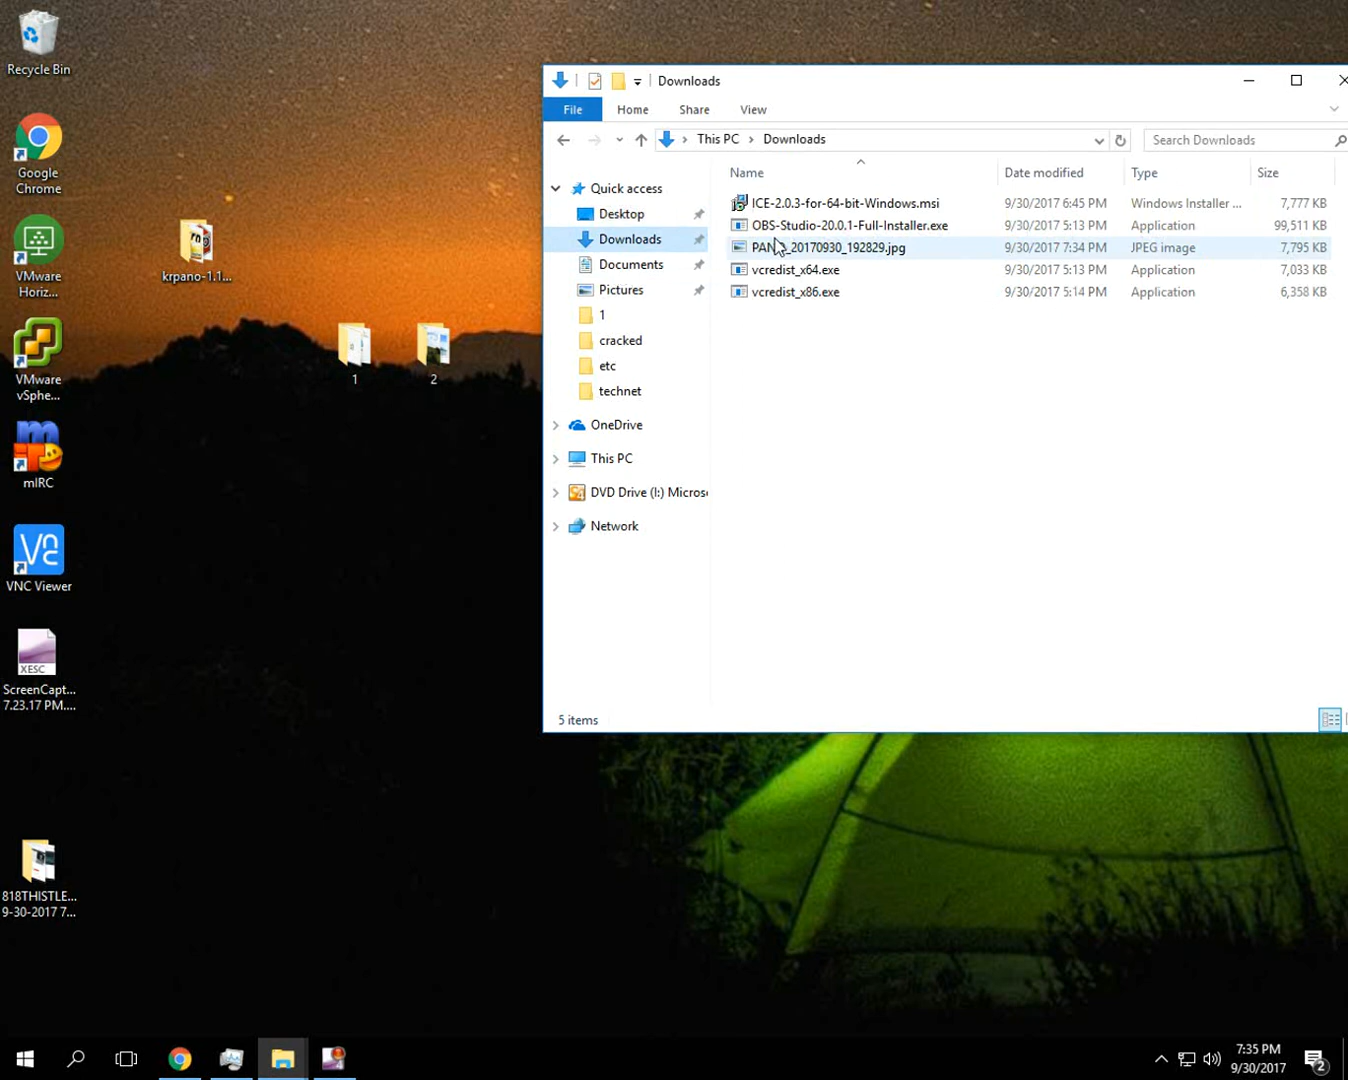 Recycle Bin
Google
Chrome
VMware
Horiz...
VMware
vSphe...
mIRC
VNC Viewer
XESC
ScreenCapt...
7.23.17 PM....
818THISTLE...
9-30-2017 7...
krpano-1.1...
1
2
Downloads
File
Home
Share
View
This PC
Downloads
Search Downloads
Name
Date modified
Type
Size
Quick access
Desktop
Downloads
Documents
Pictures
1
cracked
etc
technet
OneDrive
This PC
DVD Drive (I:) Micros
Network
ICE-2.0.3-for-64-bit-Windows.msi 9/30/2017 6:45 PM Windows Installer ... 7,777 KB
OBS-Studio-20.0.1-Full-Installer.exe 9/30/2017 5:13 PM Application 99,511 KB
_20170930_192829.jpg 9/30/2017 7:34 PM JPEG image 7,795 KB
vcredist_x64.exe 9/30/2017 5:13 PM Application 7,033 KB
vcredist_x86.exe 9/30/2017 5:14 PM Application 6,358 KB
5 items
7:35 PM
9/30/2017
2